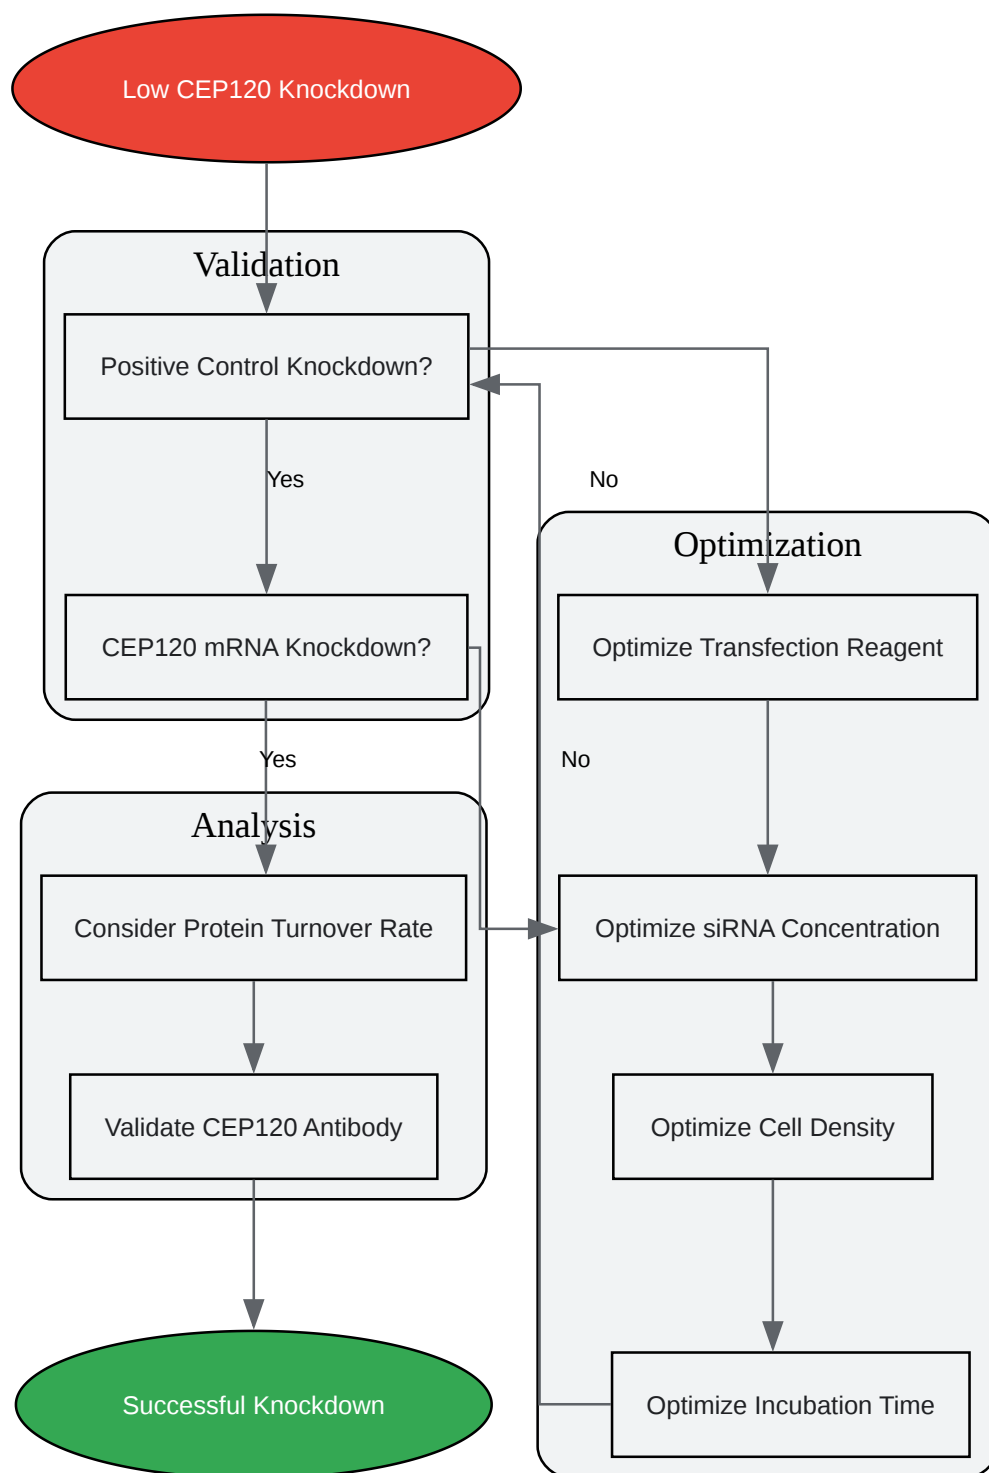 Low CEP120 Knockdown
Validation
Positive Control Knockdown?
Yes
No
Optimization
CEP120 mRNA Knockdown?
Optimize Transfection Reagent
Yes
No
Analysis
Consider Protein Turnover Rate
Optimize siRNA Concentration
Validate CEP120 Antibody
Optimize Cell Density
Successful Knockdown
Optimize Incubation Time